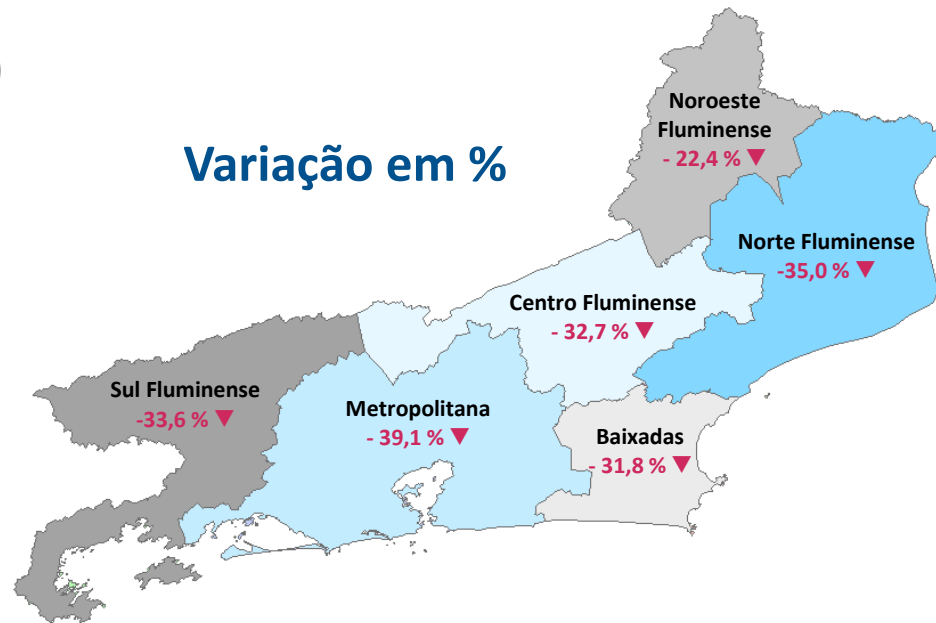 Variação em %
Noroeste
Fluminense
- 22,4 % ▼
Norte Fluminense
-35,0 % ▼
Centro Fluminense
- 32,7 % ▼
Sul Fluminense
-33,6 % ▼
Metropolitana
- 39,1 % ▼
Baixadas
- 31,8 % ▼